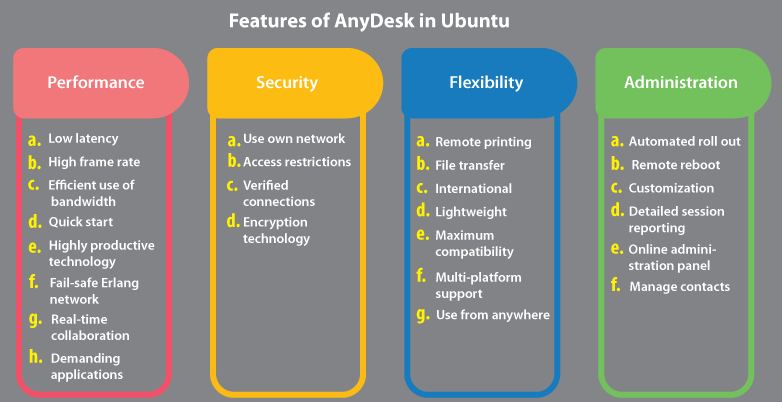 Features of AnyDesk in Ubuntu
Performance
a. Low latency
b. High frame rate
c. Efficient use of
bandwidth
d. Quick start
e. Highly productive
technology
f. Fail-safe Erlang
network
g. Real-time
collaboration
h. Demanding
applications
Security
a. Use own network
b. Access restrictions
c. Verified
connections
d. Encryption
technology
Flexibility
a. Remote printing
b. File transfer
c. International
d. Lightweight
e. Maximum
compatibility
f. Multi-platform
support
g. Use from anywhere
Administration
a. Automated roll out
b. Remote reboot
c. Customization
d. Detailed session
reporting
e. Online admini-
stration panel
f. Manage contacts